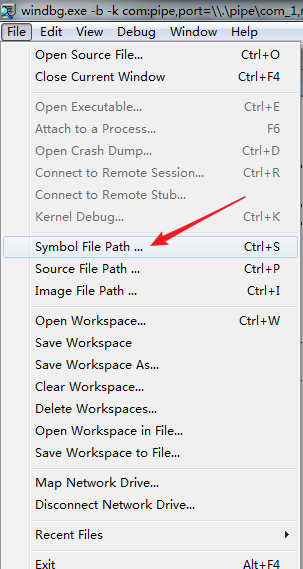 windbg.exe -b -k com:pipe,port=\\.\pipe\com_1,
File Edit View Debug Window Help
Open Source File... Ctrl+O
Close Current Window Ctrl+F4
Open Executable... Ctrl+E
Attach to a Process... F6
Open Crash Dump... Ctrl+D
Connect to Remote Session... Ctrl+R
Connect to Remote Stub...
Kernel Debug... Ctrl+K
Symbol File Path ... Ctrl+S
Source File Path ... Ctrl+P
Image File Path ... Ctrl+I
Open Workspace... Ctrl+W
Save Workspace
Save Workspace As...
Clear Workspace...
Delete Workspaces...
Open Workspace in File...
Save Workspace to File...
Map Network Drive...
Disconnect Network Drive...
Recent Files
Exit Alt+F4